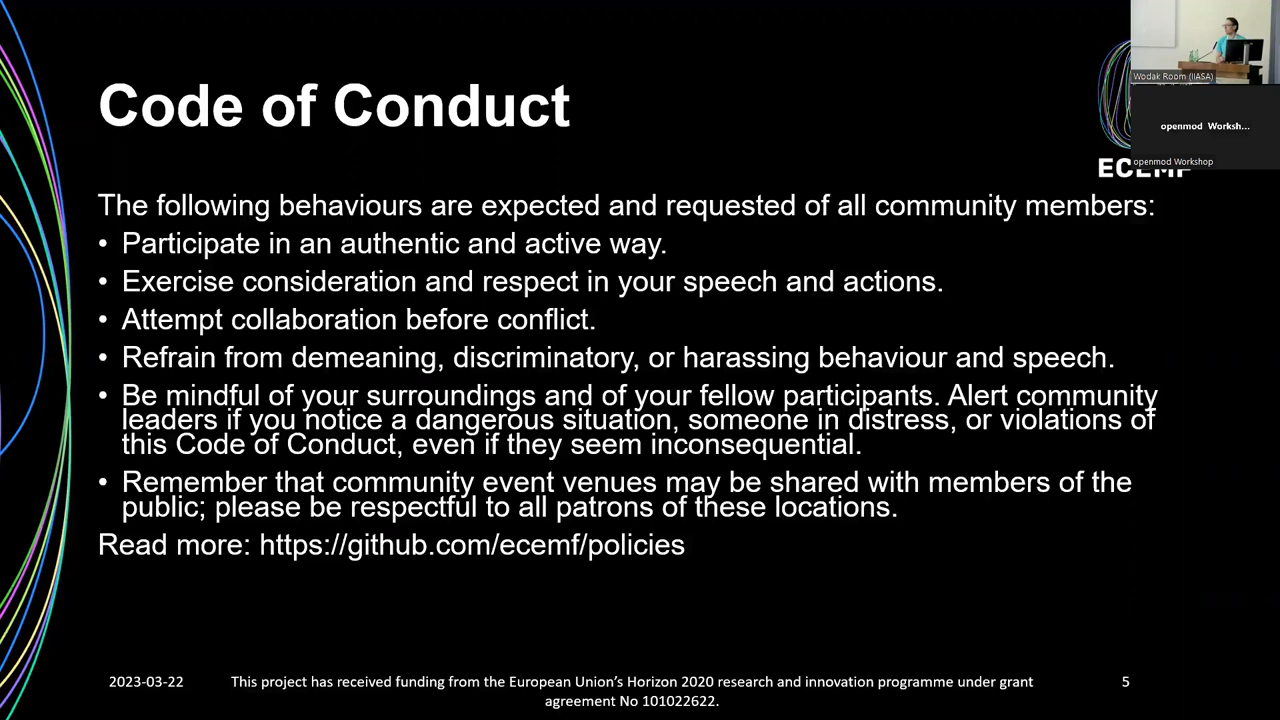 Code of Conduct
Wodak Room (IIASA)
openmod Worksh...
openmod Workshop
The following behaviours are expected and requested of all community members:
• Participate in an authentic and active way.
• Exercise consideration and respect in your speech and actions.
• Attempt collaboration before conflict.
• Refrain from demeaning, discriminatory, or harassing behaviour and speech.
• Be mindful of your surroundings and of your fellow participants. Alert community
leaders if you notice a dangerous situation, someone in distress, or violations of
this Code of Conduct, even if they seem inconsequential.
• Remember that community event venues may be shared with members of the
public; please be respectful to all patrons of these locations.
Read more: https://github.com/ecemf/policies
2023-03-22
This project has received funding from the European Union's Horizon 2020 research and innovation programme under grant
agreement No 101022622.
5